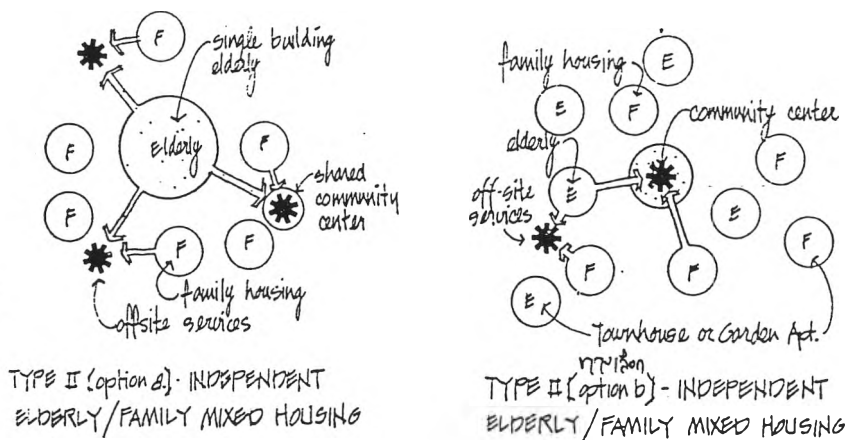 F
single building
elderly
F
Elderly
F
shared
community
center
F
F
F
family housing
offsite services
TYPE II (option a.) - INDEPENDENT
ELDERLY/FAMILY MIXED HOUSING
E
family housing
E
F
community center
elderly
F
off-site
services
E
E
F
F
F
E
Townhouse or Garden Apt.
ทางเลือก
TYPE II (option b) - INDEPENDENT
ELDERLY/FAMILY MIXED HOUSING